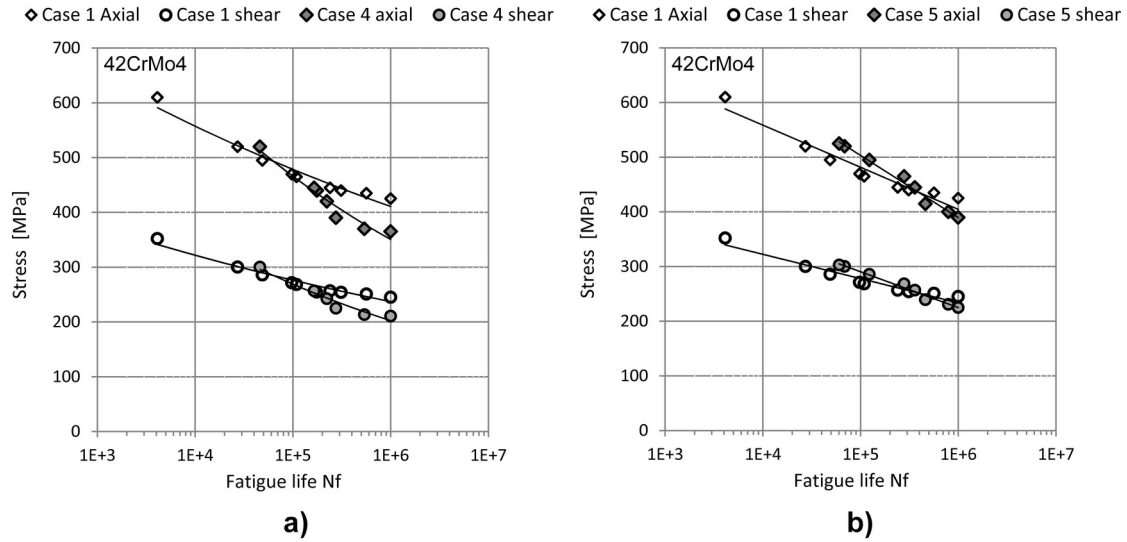 Case 1 Axial Case 1 shear Case 4 axial Case 4 shear
700
600
500
400
300
200
100
0
42CrMo4
Stress [MPa]
1E+3 1E+4 1E+5 1E+6 1E+7
Fatigue life Nf
a)
Case 1 Axial Case 1 shear Case 5 axial Case 5 shear
700
600
500
400
300
200
100
0
42CrMo4
Stress [MPa]
1E+3 1E+4 1E+5 1E+6 1E+7
Fatigue life Nf
b)